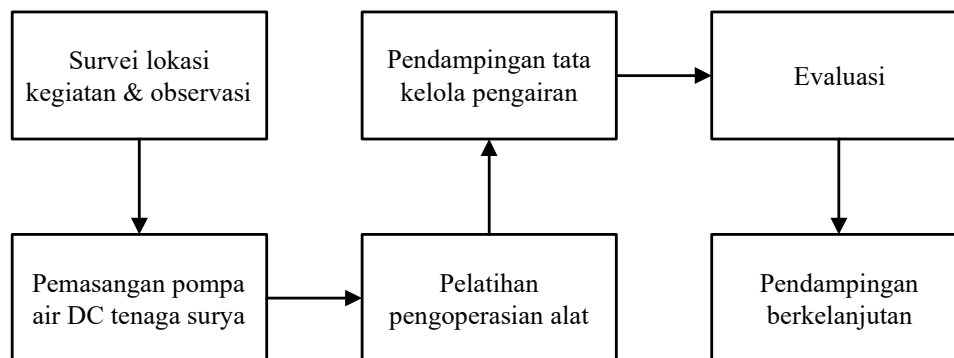 Survei lokasi
kegiatan & observasi
Pemasangan pompa
air DC tenaga surya
Pelatihan
pengoperasian alat
Pendampingan tata
kelola pengairan
Evaluasi
Pendampingan
berkelanjutan